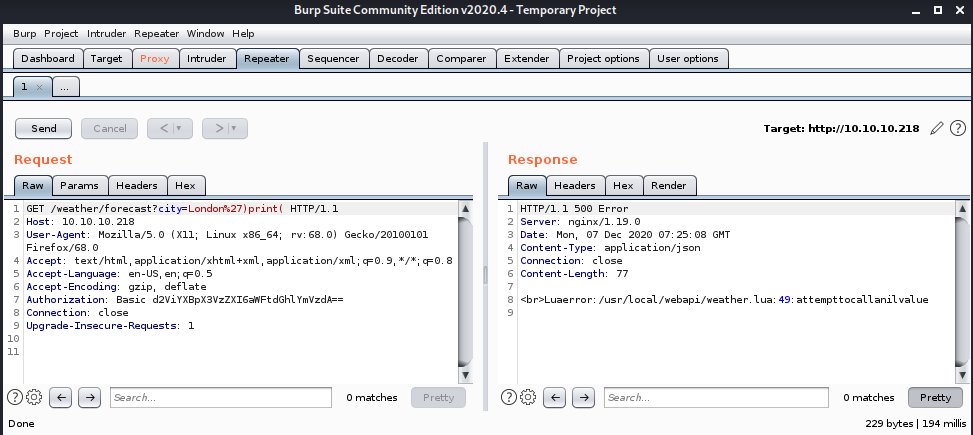 Burp Suite Community Edition v2020.4 - Temporary Project
Burp Project Intruder Repeater Window Help
Dashboard Target Proxy Intruder Repeater Sequencer Decoder Comparer Extender Project options User options
1 × ...
Send Cancel < | ▾ > | ▾ Target: http://10.10.10.218 ?
Request
Raw Params Headers Hex
1 GET /weather/forecast?city=London%27)print( HTTP/1.1
2 Host: 10.10.10.218
3 User-Agent: Mozilla/5.0 (X11; Linux x86_64; rv:68.0) Gecko/20100101
Firefox/68.0
4 Accept: text/html,application/xhtml+xml,application/xml;q=0.9,*/*;q=0.8
5 Accept-Language: en-US,en;q=0.5
6 Accept-Encoding: gzip, deflate
7 Authorization: Basic d2ViYXBpX3VzZXI6aWFtdGhlYmVzdA==
8 Connection: close
9 Upgrade-Insecure-Requests: 1
10
11
? Search... 0 matches Pretty
Response
Raw Headers Hex Render
1 HTTP/1.1 500 Error
2 Server: nginx/1.19.0
3 Date: Mon, 07 Dec 2020 07:25:08 GMT
4 Content-Type: application/json
5 Connection: close
6 Content-Length: 77
7
8 <br>Luaerror:/usr/local/webapi/weather.lua:49:attempttocallanilvalue
9
? Search... 0 matches Pretty
Done 229 bytes | 194 millis